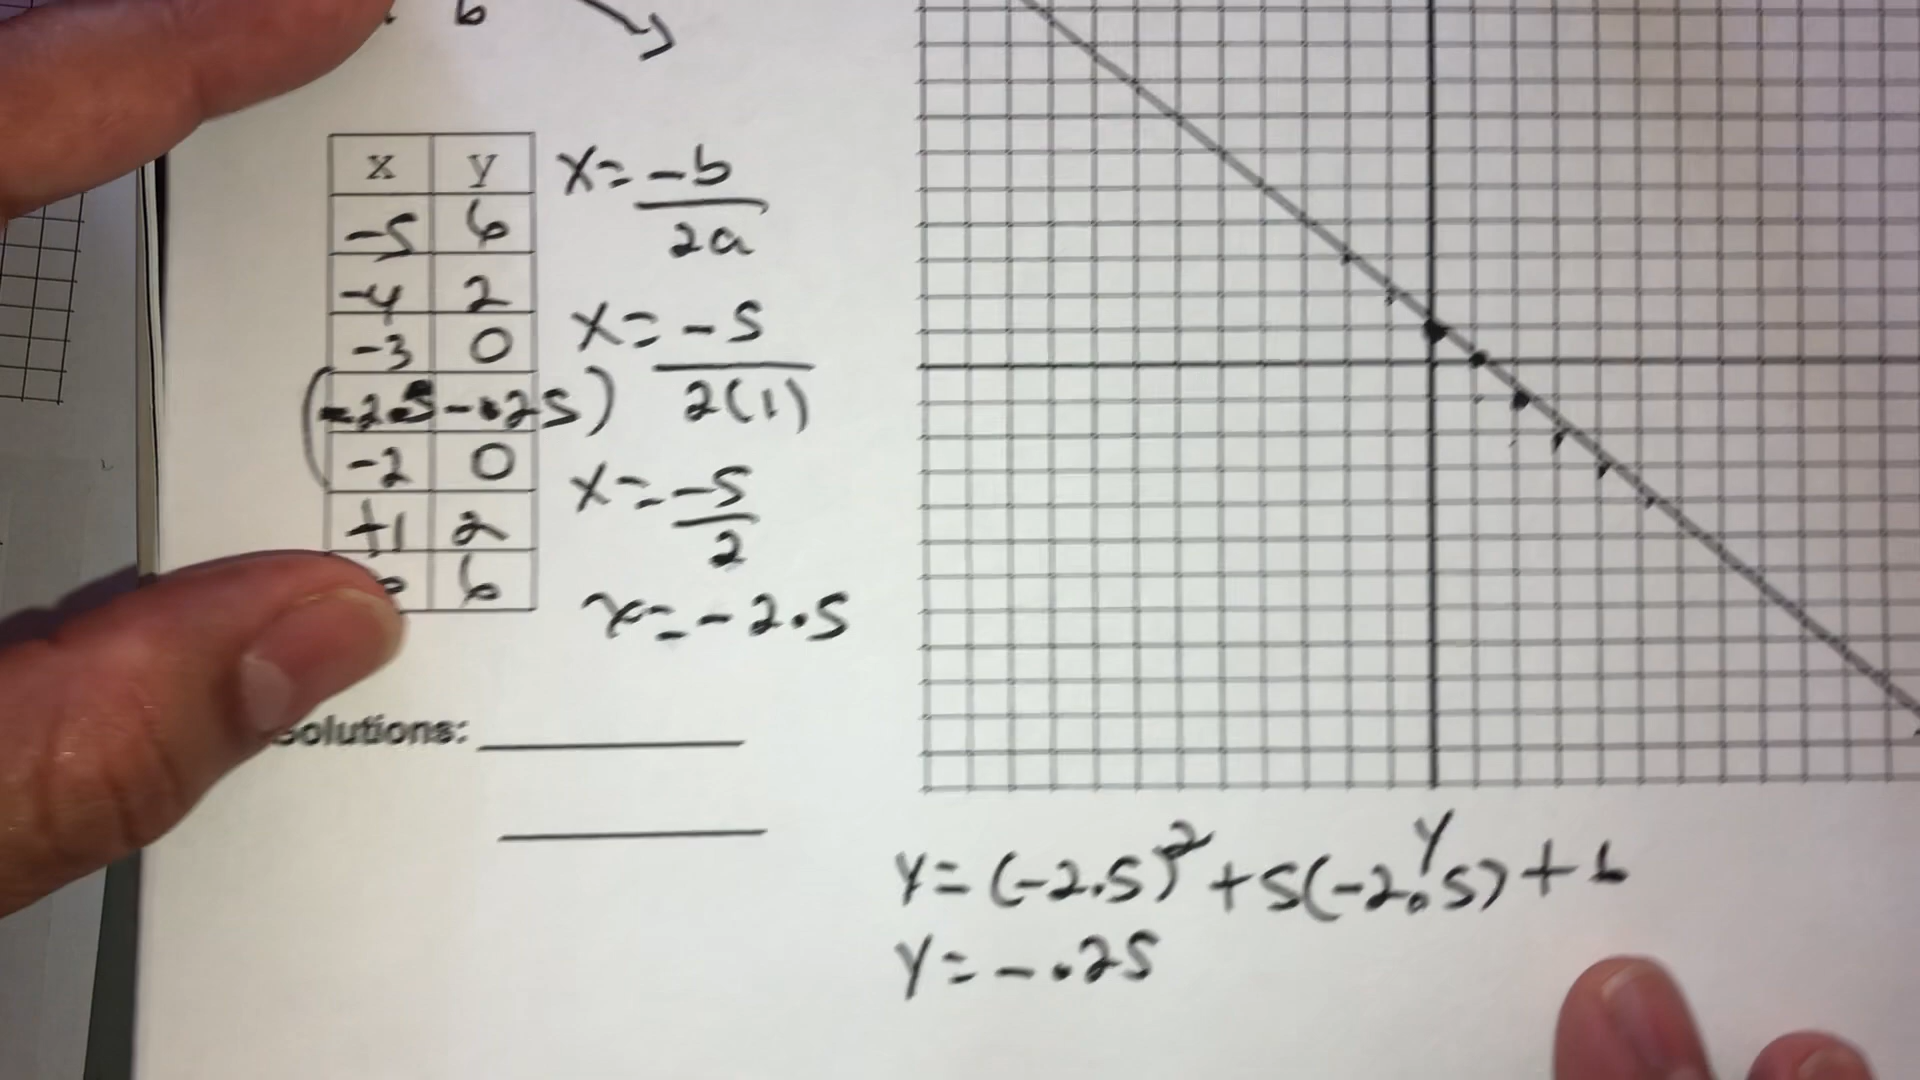 b
x y
-5 6
-4 2
-3 0
(-2.5 -.25)
-2 0
+1 2
6
x = -b
2a
x = -5
2(1)
x = -5
2
x = -2.5
Solutions:
y
y = (-2.5)² + 5(-2.5) + 6
y = -.25